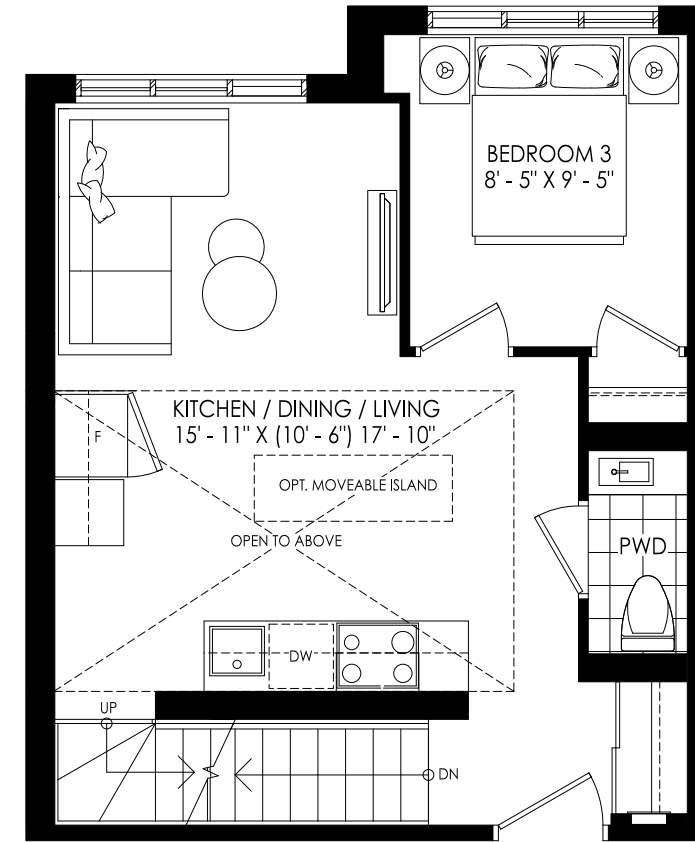 BEDROOM 3
8' - 5" X 9' - 5"
KITCHEN / DINING / LIVING
15' - 11" X (10' - 6") 17' - 10"
F
OPT. MOVEABLE ISLAND
OPEN TO ABOVE
PWD
DW
UP
DN